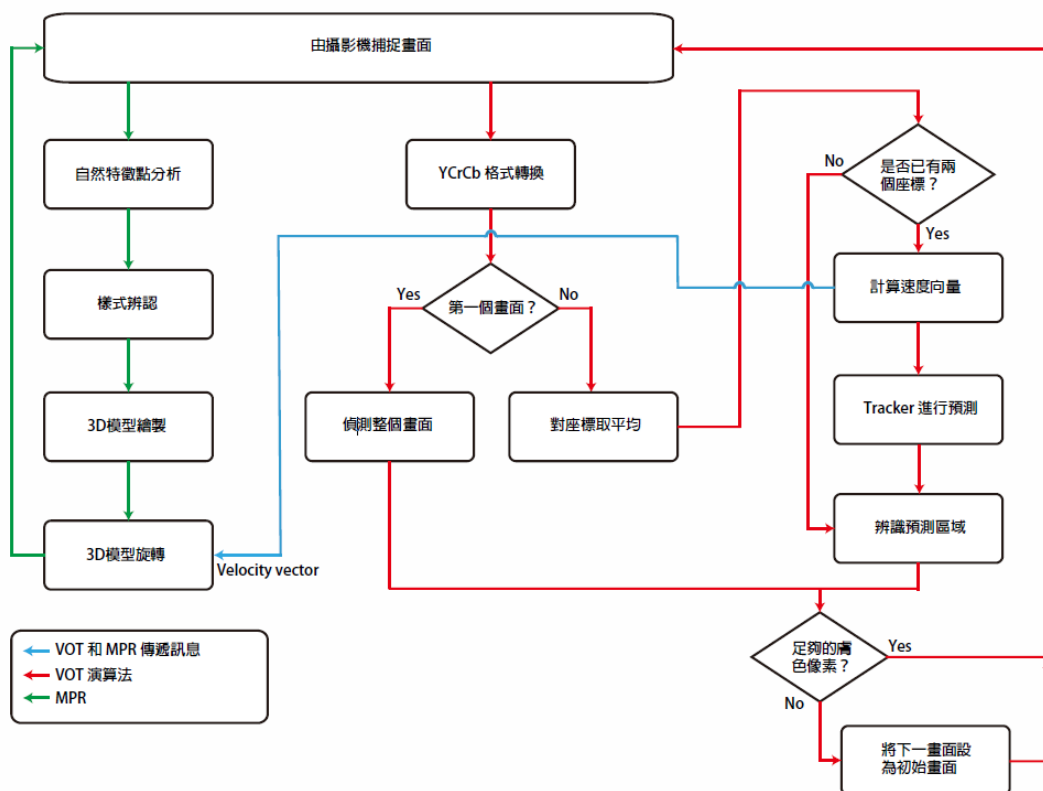 由攝影機捕捉畫面
自然特徵點分析
樣式辨認
3D模型繪製
3D模型旋轉
YCrCb 格式轉換
第一個畫面？
Yes
No
偵測整個畫面
對座標取平均
是否已有兩
個座標？
No
Yes
計算速度向量
Tracker 進行預測
辨識預測區域
Velocity vector
足夠的膚
色像素？
Yes
No
將下一畫面設
為初始畫面
VOT 和 MPR 傳遞訊息
VOT 演算法
MPR